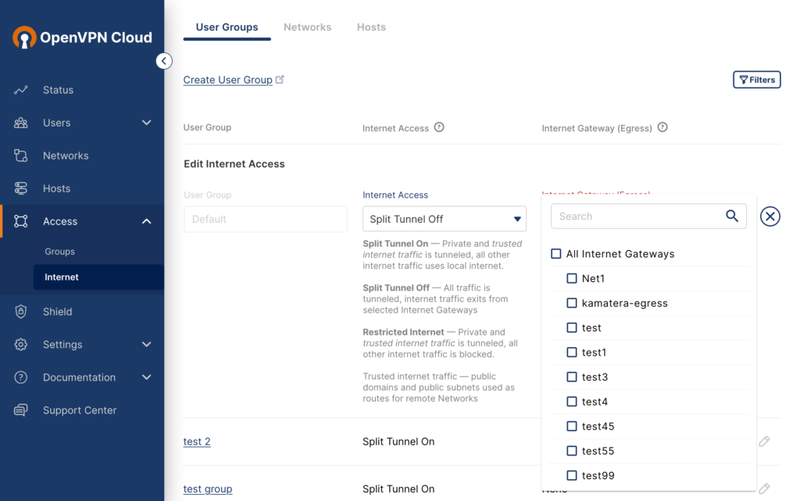 OpenVPN Cloud
Status
Users
Networks
Hosts
Access
Groups
Internet
Shield
Settings
Documentation
Support Center
User Groups Networks Hosts
Create User Group
Filters
User Group Internet Access ? Internet Gateway (Egress) ?
Edit Internet Access
User Group Internet Access Internet Gateway (Egress)
Default
Split Tunnel Off
Split Tunnel On — Private and trusted
internet traffic is tunneled, all other
internet traffic uses local internet.
Split Tunnel Off — All traffic is
tunneled, internet traffic exits from
selected Internet Gateways
Restricted Internet — Private and
trusted internet traffic is tunneled, all
other internet traffic is blocked.
Trusted internet traffic — public
domains and public subnets used as
routes for remote Networks
Search
All Internet Gateways
Net1
kamatera-egress
test
test1
test3
test4
test45
test55
test99
test 2 Split Tunnel On
test group Split Tunnel On None